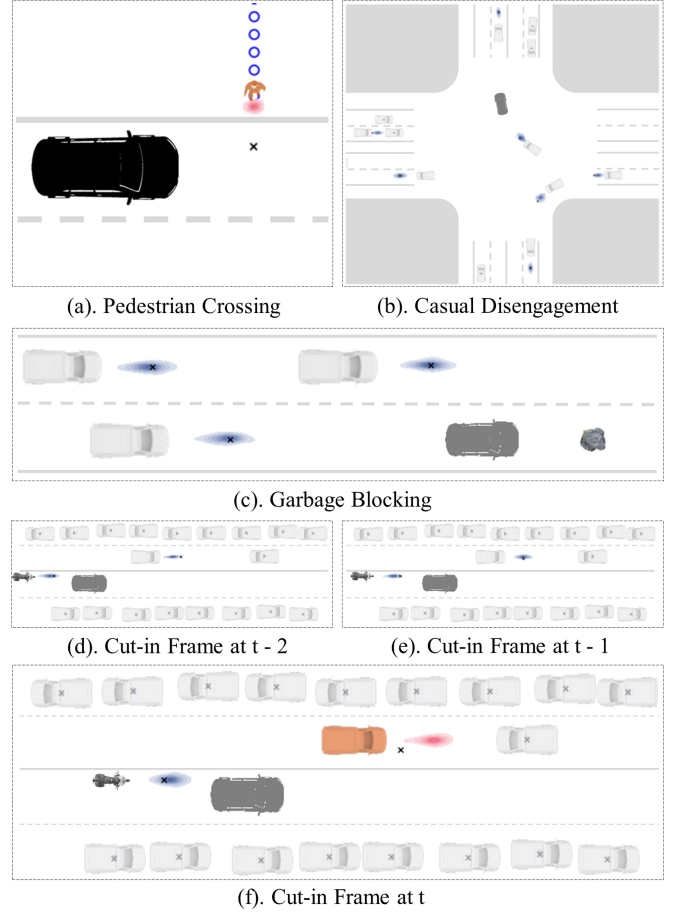 (a). Pedestrian Crossing
(b). Casual Disengagement
(c). Garbage Blocking
(d). Cut-in Frame at t - 2
(e). Cut-in Frame at t - 1
(f). Cut-in Frame at t